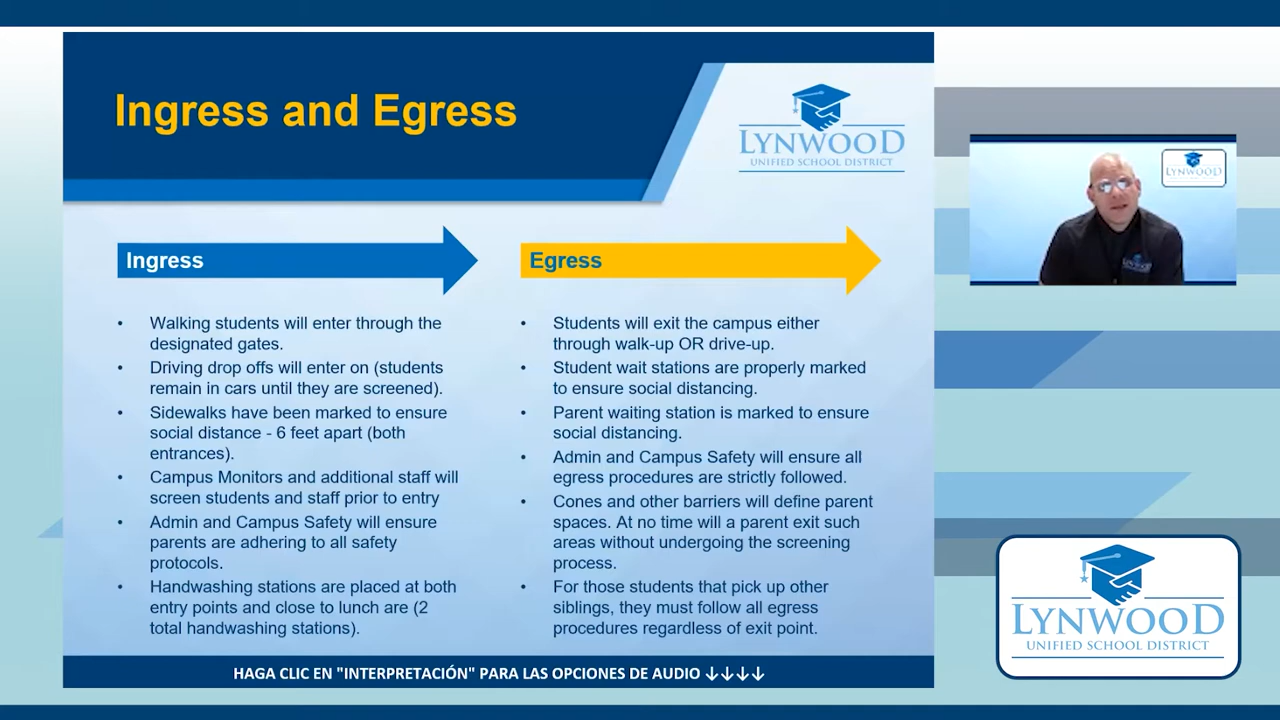 Ingress and Egress
LYNWOOD
UNIFIED SCHOOL DISTRICT
LYNWOOD
LYNWOOD
Ingress
Walking students will enter through the
designated gates.
Driving drop offs will enter on (students
remain in cars until they are screened).
Sidewalks have been marked to ensure
social distance - 6 feet apart (both
entrances).
Campus Monitors and additional staff will
screen students and staff prior to entry
Admin and Campus Safety will ensure
parents are adhering to all safety
protocols.
Handwashing stations are placed at both
entry points and close to lunch are (2
total handwashing stations).
Egress
Students will exit the campus either
through walk-up OR drive-up.
Student wait stations are properly marked
to ensure social distancing.
Parent waiting station is marked to ensure
social distancing.
Admin and Campus Safety will ensure all
egress procedures are strictly followed.
Cones and other barriers will define parent
spaces. At no time will a parent exit such
areas without undergoing the screening
process.
For those students that pick up other
siblings, they must follow all egress
procedures regardless of exit point.
LYNWOOD
UNIFIED SCHOOL DISTRICT
HAGA CLIC EN "INTERPRETACIÓN" PARA LAS OPCIONES DE AUDIO ↓↓↓↓